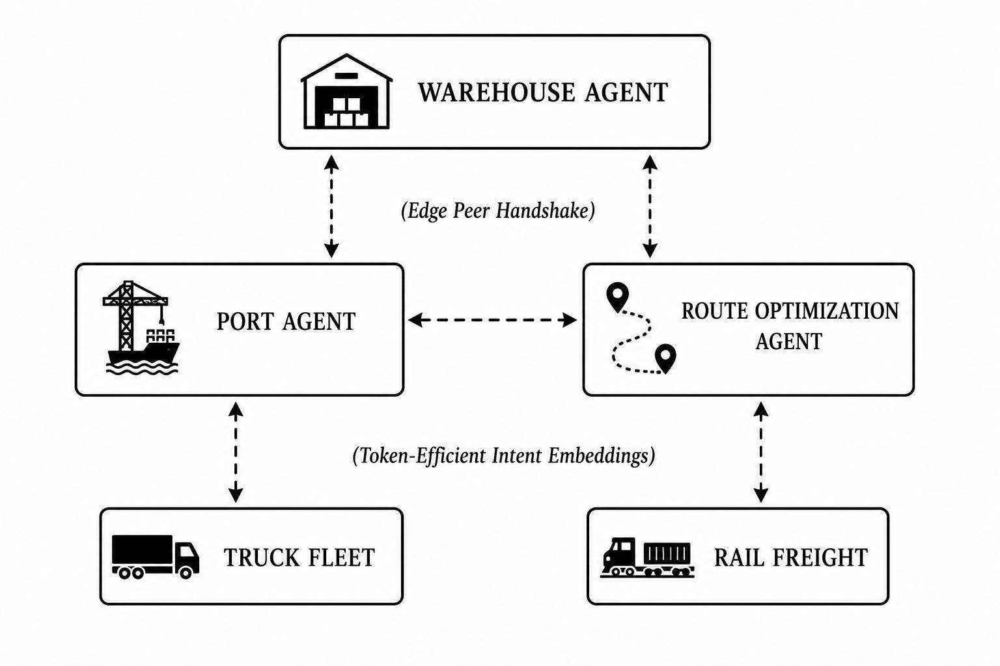 WAREHOUSE AGENT
(Edge Peer Handshake)
PORT AGENT
ROUTE OPTIMIZATION
AGENT
(Token-Efficient Intent Embeddings)
TRUCK FLEET
RAIL FREIGHT